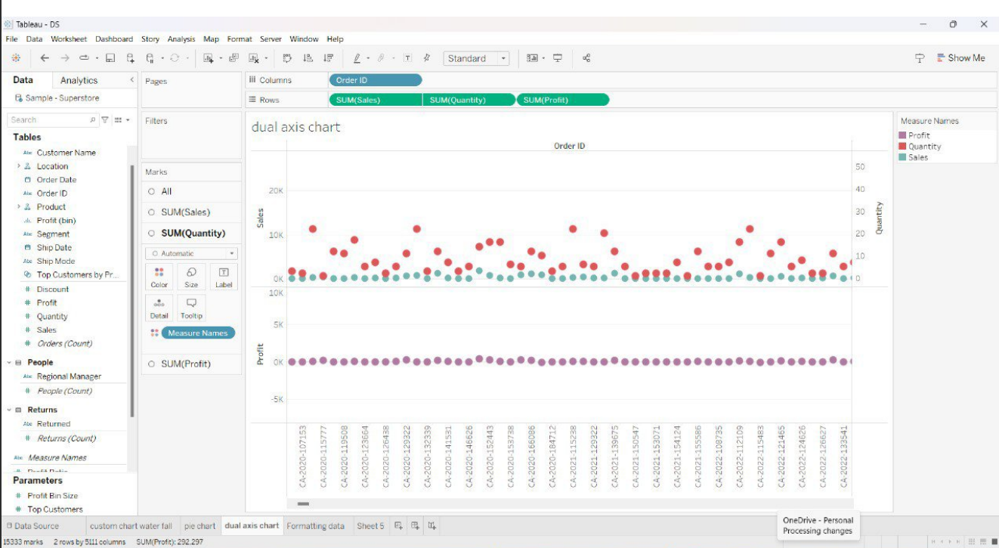 Tableau - DS
File Data Worksheet Dashboard Story Analysis Map Format Server Window Help
Standard
Show Me
Data Analytics
Sample - Superstore
Search
Tables
Abc Customer Name
Location
Order Date
Abc Order ID
Product
Profit (bin)
Abc Segment
Ship Date
Abc Ship Mode
Top Customers by Pr...
# Discount
# Profit
# Quantity
# Sales
# Orders (Count)
People
Abc Regional Manager
# People (Count)
Returns
Abc Returned
# Returns (Count)
Abc Measure Names
# Profit Ratio
Parameters
# Profit Bin Size
# Top Customers
Pages
Filters
Marks
All
SUM(Sales)
SUM(Quantity)
Automatic
Color Size Label
Detail Tooltip
Measure Names
SUM(Profit)
Columns Order ID
Rows SUM(Sales) SUM(Quantity) SUM(Profit)
dual axis chart
Order ID
Sales
20K
10K
0K
Quantity
50
40
30
20
10
0
Profit
10K
5K
0K
-5K
CA-2020-107153
CA-2020-115777
CA-2020-119508
CA-2020-123664
CA-2020-126438
CA-2020-129322
CA-2020-132339
CA-2020-141531
CA-2020-146626
CA-2020-152443
CA-2020-153738
CA-2020-166086
CA-2020-184712
CA-2021-115238
CA-2021-129322
CA-2021-139675
CA-2021-150547
CA-2021-153071
CA-2021-154124
CA-2021-155586
CA-2022-108735
CA-2022-112109
CA-2022-115483
CA-2022-121465
CA-2022-124626
CA-2022-126627
CA-2022-133541
Measure Names
Profit
Quantity
Sales
Data Source custom chart water fall pie chart dual axis chart Formatting data Sheet 5
OneDrive - Personal
Processing changes
15333 marks 2 rows by 5111 columns SUM(Profit): 292.297